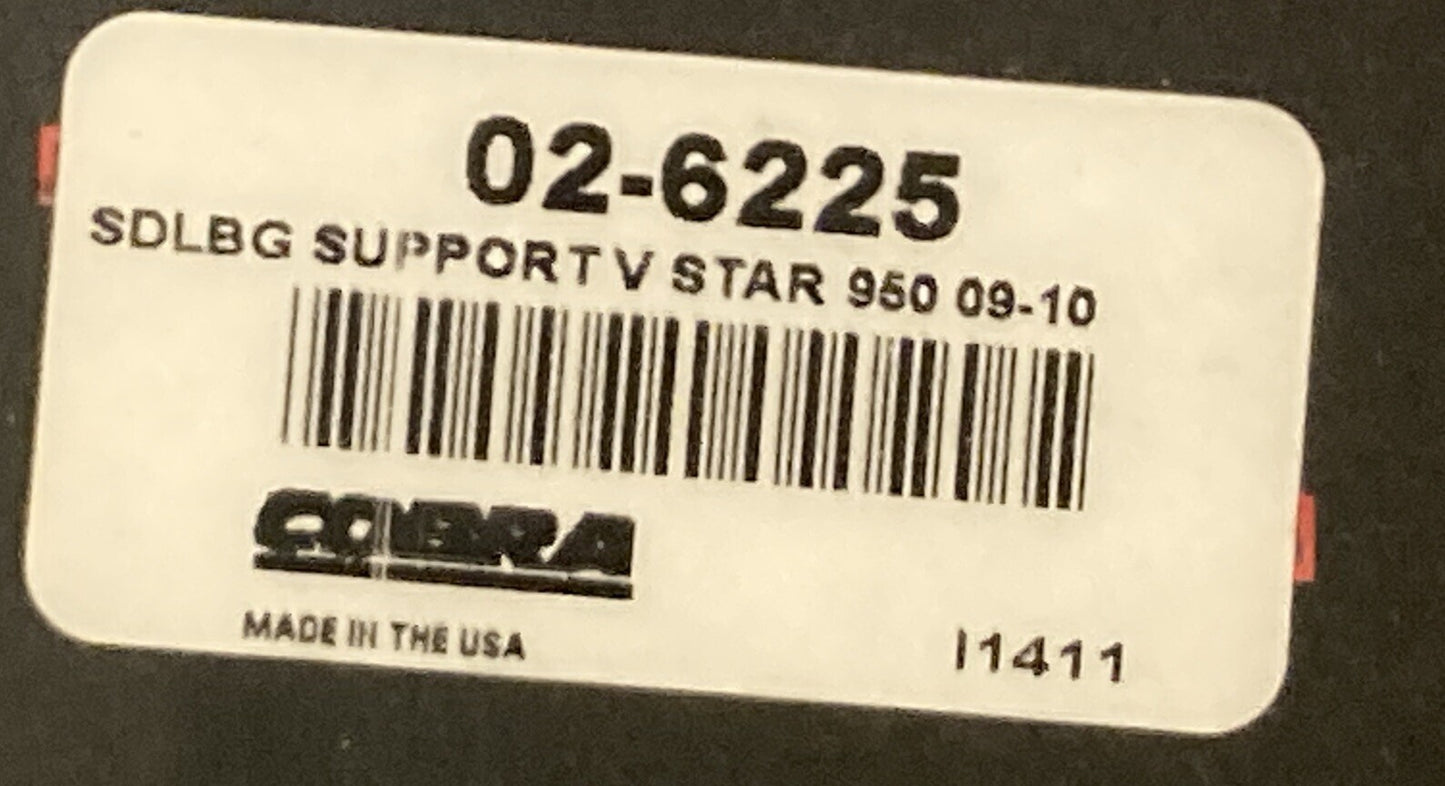 02-6225
SDLBG SUPPORT V STAR 950 09-10
COBRA
MADE IN THE USA
I1411